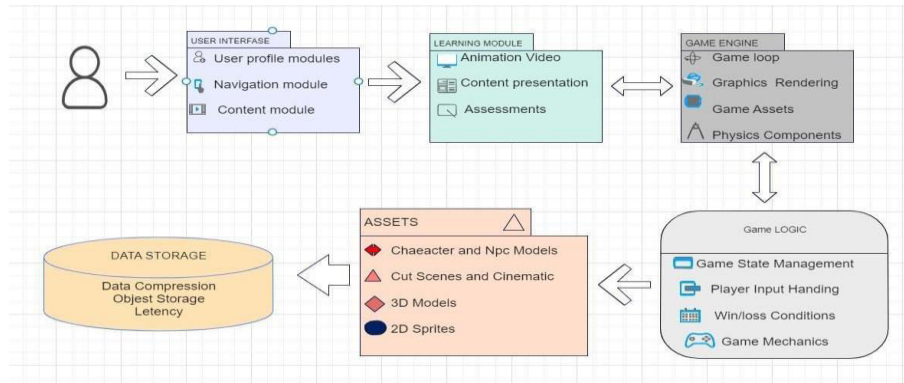 USER INTERFASE
User profile modules
Navigation module
Content module
LEARNING MODULE
Animation Video
Content presentation
Assessments
GAME ENGINE
Game loop
Graphics Rendering
Game Assets
Physics Components
Game LOGIC
Game State Management
Player Input Handing
Win/loss Conditions
Game Mechanics
ASSETS
Chaeacter and Npc Models
Cut Scenes and Cinematic
3D Models
2D Sprites
DATA STORAGE
Data Compression
Objest Storage
Latency